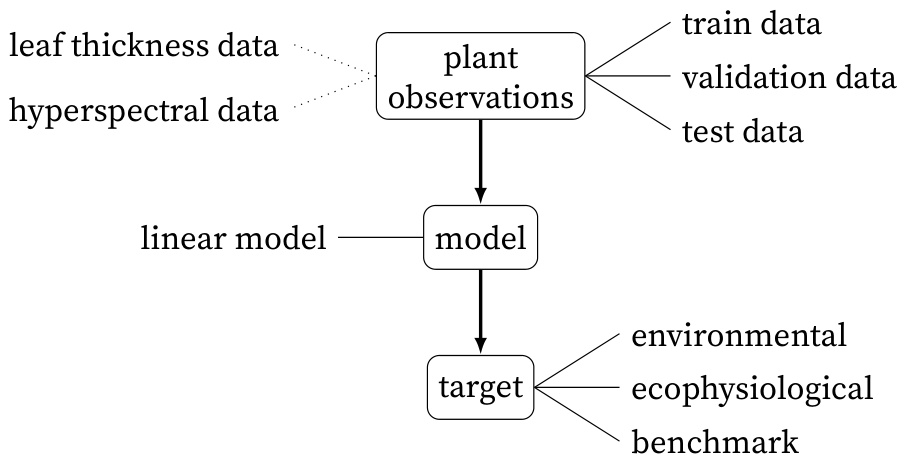 leaf thickness data
hyperspectral data
plant
observations
train data
validation data
test data
linear model
model
target
environmental
ecophysiological
benchmark